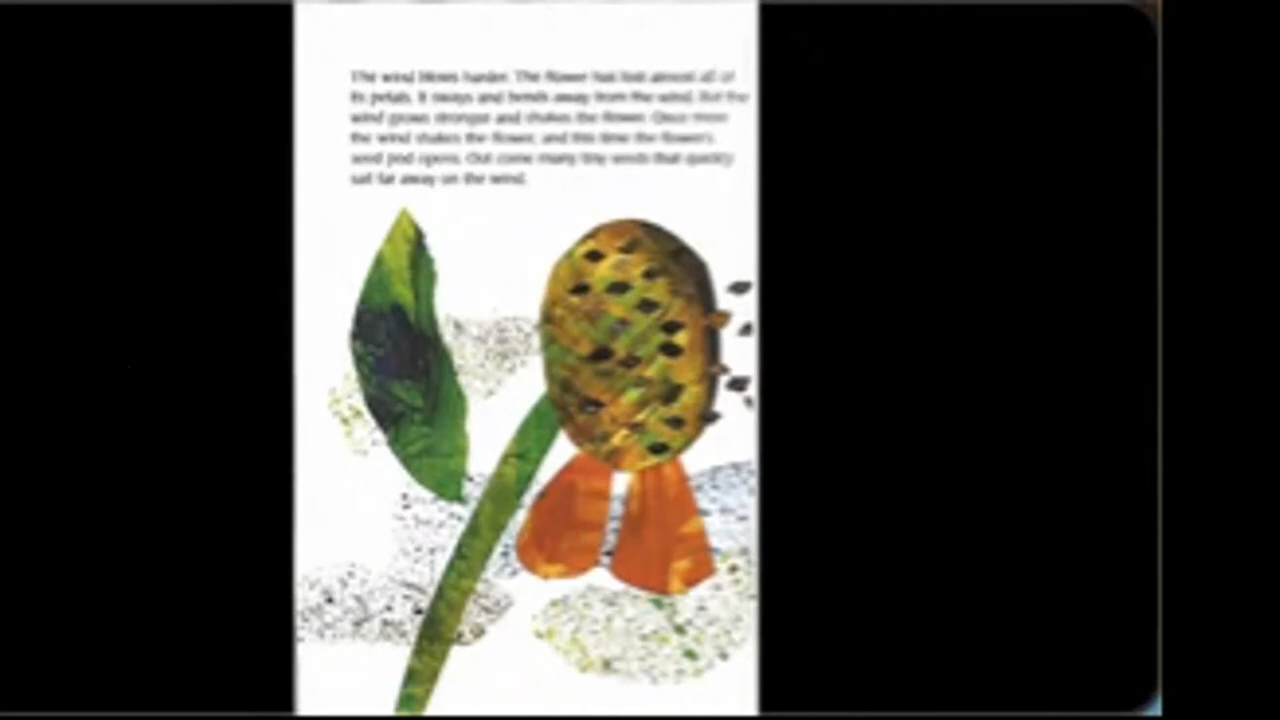 The wind blows harder. The flower has lost almost all of
its petals. It sways and bends away from the wind. But the
wind grows stronger and shakes the flower. Once more
the wind shakes the flower, and this time the flower's
seed pod opens. Out come many tiny seeds that quickly
sail far away on the wind.